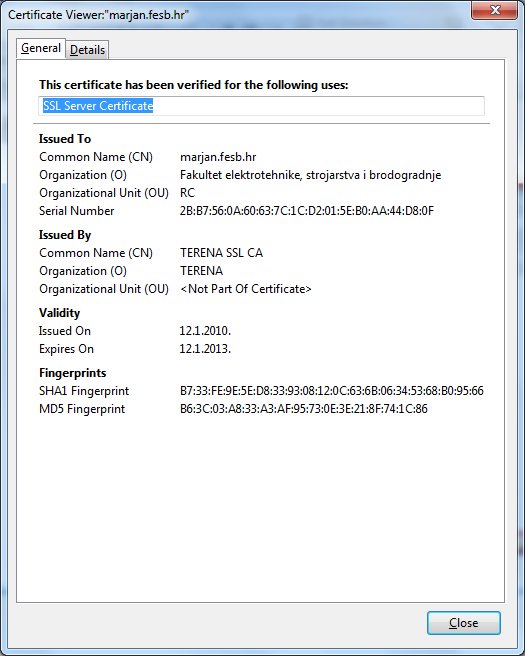 Certificate Viewer:"marjan.fesb.hr"
General Details
This certificate has been verified for the following uses:
SSL Server Certificate
Issued To
Common Name (CN) marjan.fesb.hr
Organization (O) Fakultet elektrotehnike, strojarstva i brodogradnje
Organizational Unit (OU) RC
Serial Number 2B:B7:56:0A:60:63:7C:1C:D2:01:5E:B0:AA:44:D8:0F
Issued By
Common Name (CN) TERENA SSL CA
Organization (O) TERENA
Organizational Unit (OU) <Not Part Of Certificate>
Validity
Issued On 12.1.2010.
Expires On 12.1.2013.
Fingerprints
SHA1 Fingerprint B7:33:FE:9E:5E:D8:33:93:08:12:0C:63:6B:06:34:53:68:B0:95:66
MD5 Fingerprint B6:3C:03:A8:33:A3:AF:95:73:0E:3E:21:8F:74:1C:86
Close